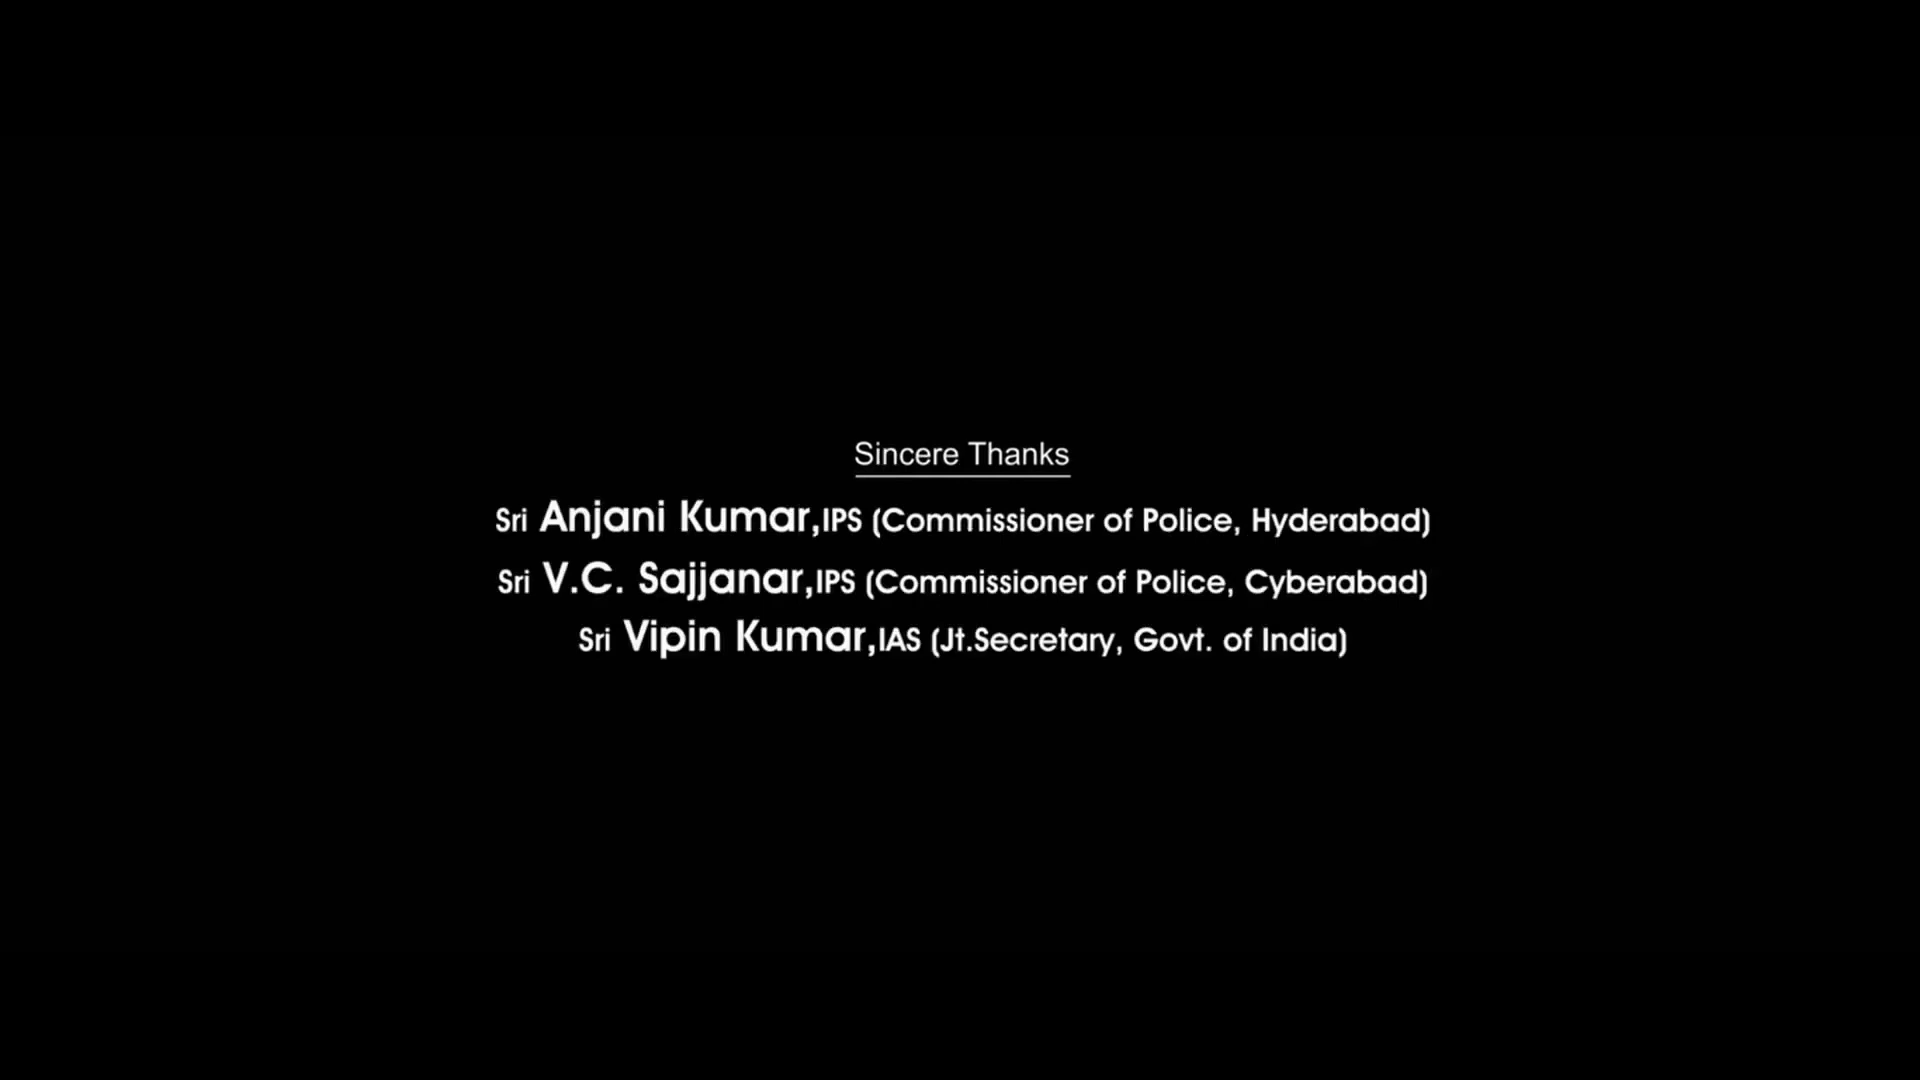 Sincere Thanks
Sri Anjani Kumar,IPS (Commissioner of Police, Hyderabad)
Sri V.C. Sajjanar,IPS (Commissioner of Police, Cyberabad)
Sri Vipin Kumar,IAS (Jt.Secretary, Govt. of India)